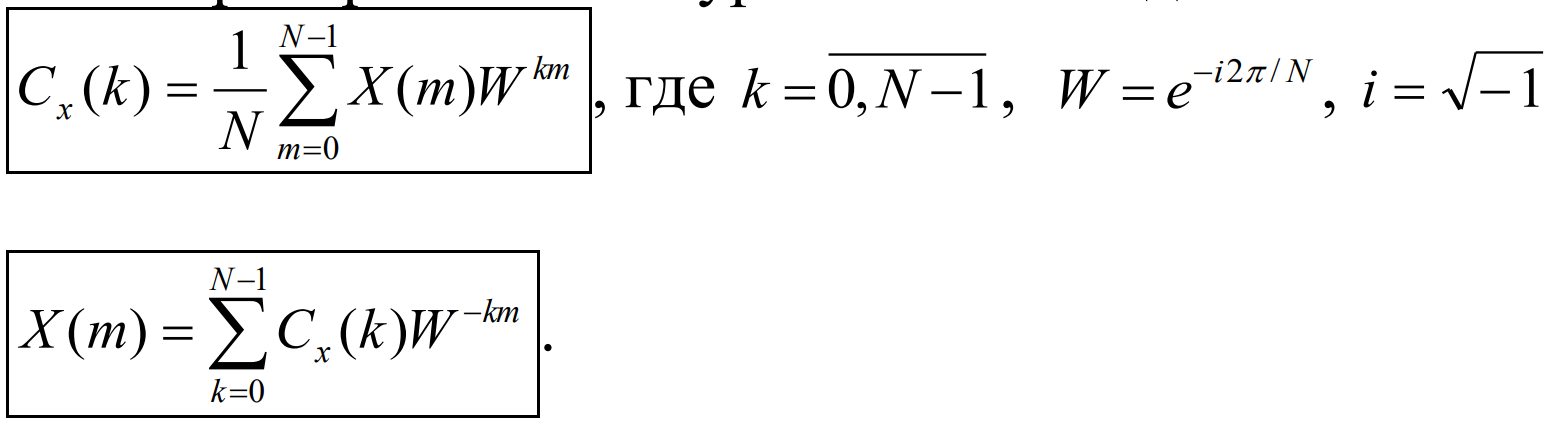 C_x(k) = \frac{1}{N} \sum_{m=0}^{N-1} X(m)W^{km}, где k = \overline{0, N-1}, W = e^{-i2\pi/N}, i = \sqrt{-1}
X(m) = \sum_{k=0}^{N-1} C_x(k)W^{-km}.